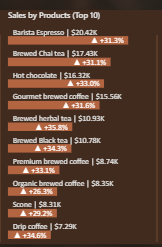 Sales by Products (Top 10)
Barista Espresso | $20.42K
▲ +31.3%
Brewed Chai tea | $17.43K
▲ +31.1%
Hot chocolate | $16.32K
▲ +33.0%
Gourmet brewed coffee | $15.56K
▲ +31.6%
Brewed herbal tea | $10.93K
▲ +35.8%
Brewed Black tea | $10.78K
▲ +34.3%
Premium brewed coffee | $8.74K
▲ +33.1%
Organic brewed coffee | $8.35K
▲ +26.3%
Scone | $8.31K
▲ +29.2%
Drip coffee | $7.29K
▲ +34.6%